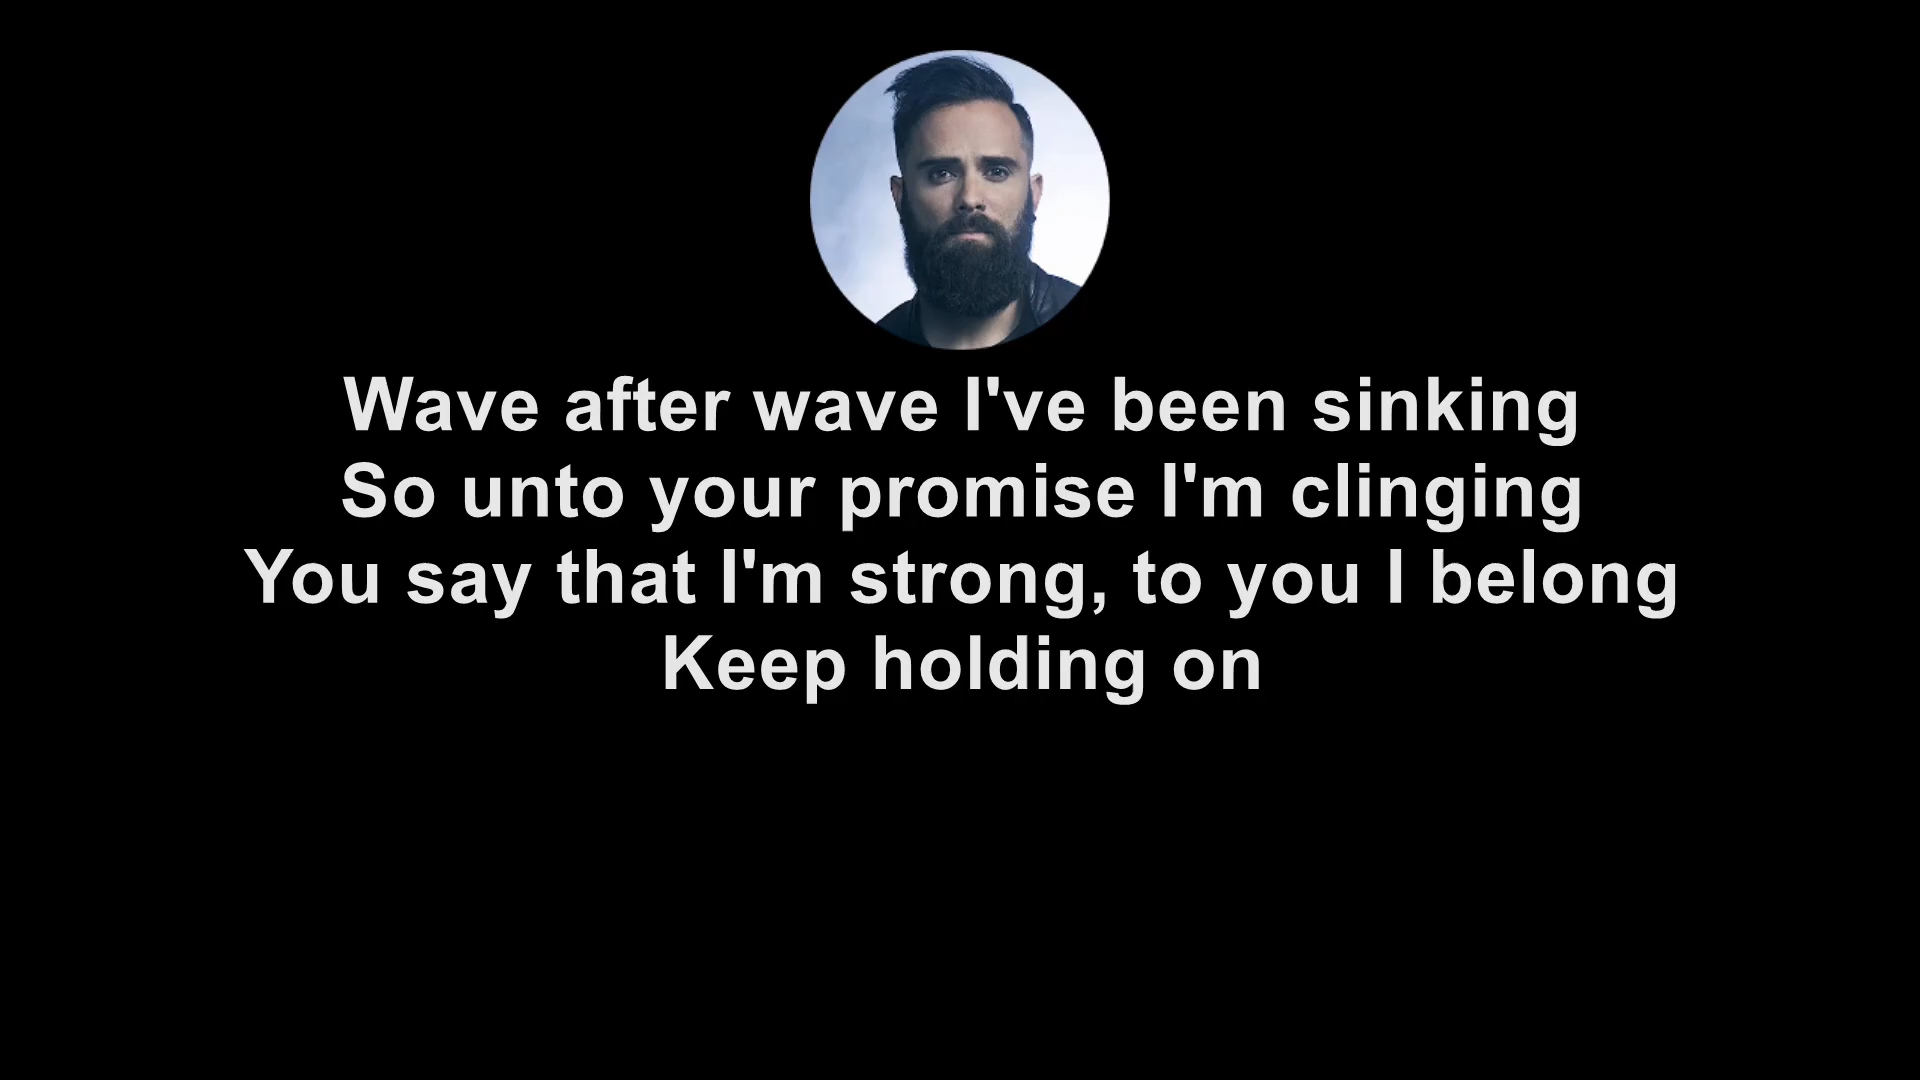 Wave after wave I've been sinking
So unto your promise I'm clinging
You say that I'm strong, to you I belong
Keep holding on